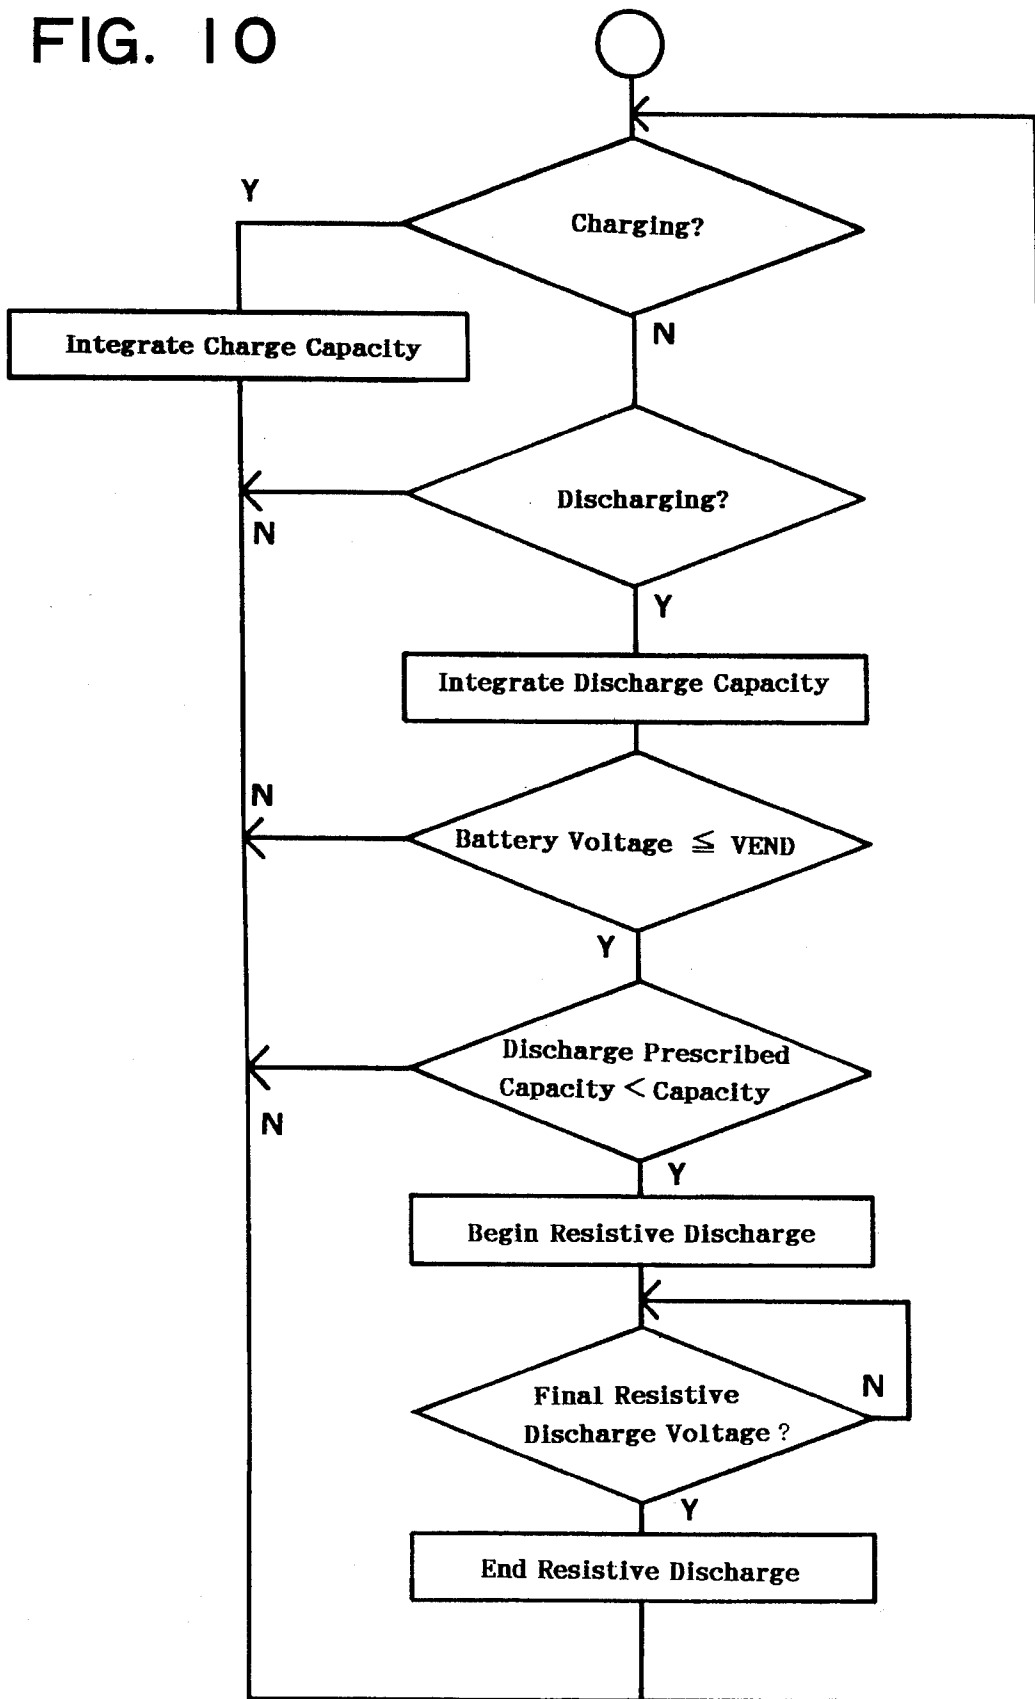 FIG. 10
Charging?
Y
N
Integrate Charge Capacity
Discharging?
N
Y
Integrate Discharge Capacity
Battery Voltage ≦ VEND
N
Y
Discharge Prescribed
Capacity < Capacity
N
Y
Begin Resistive Discharge
Final Resistive
Discharge Voltage ?
N
Y
End Resistive Discharge